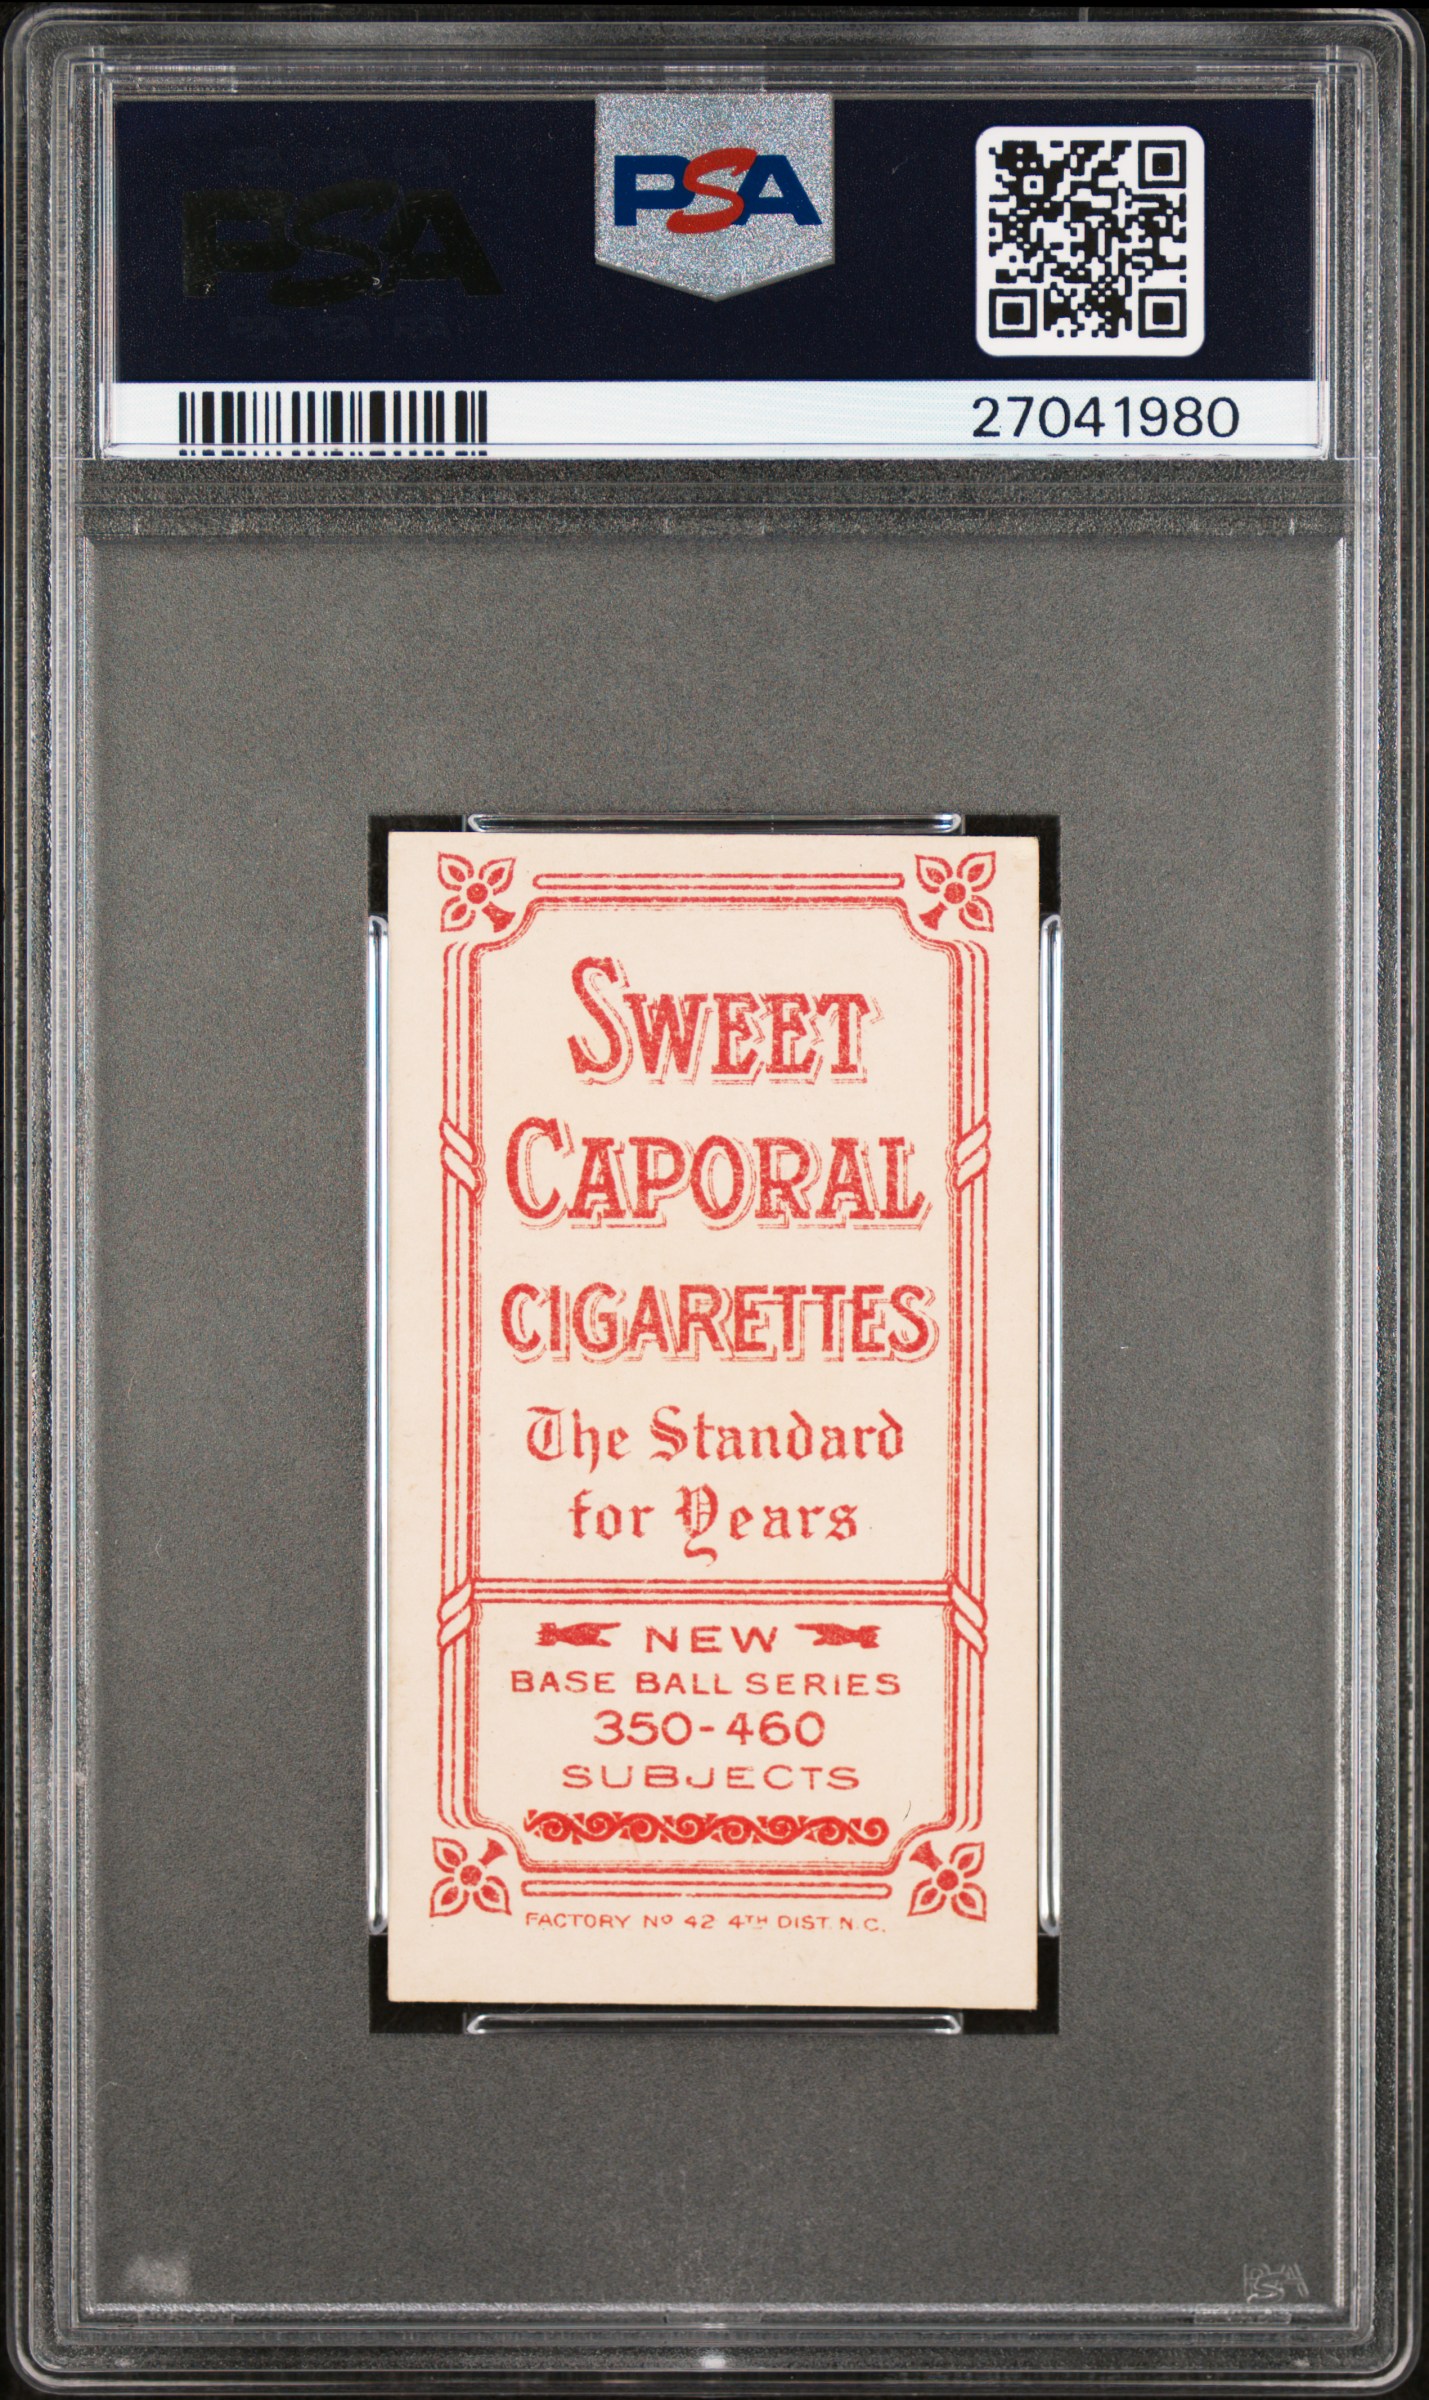 PSA
PSA
27041980
SWEET
CAPORAL
CIGARETTES
The Standard
for Years
NEW
BASE BALL SERIES
350-460
SUBJECTS
FACTORY No 42 4TH DIST. N.C.
PSA